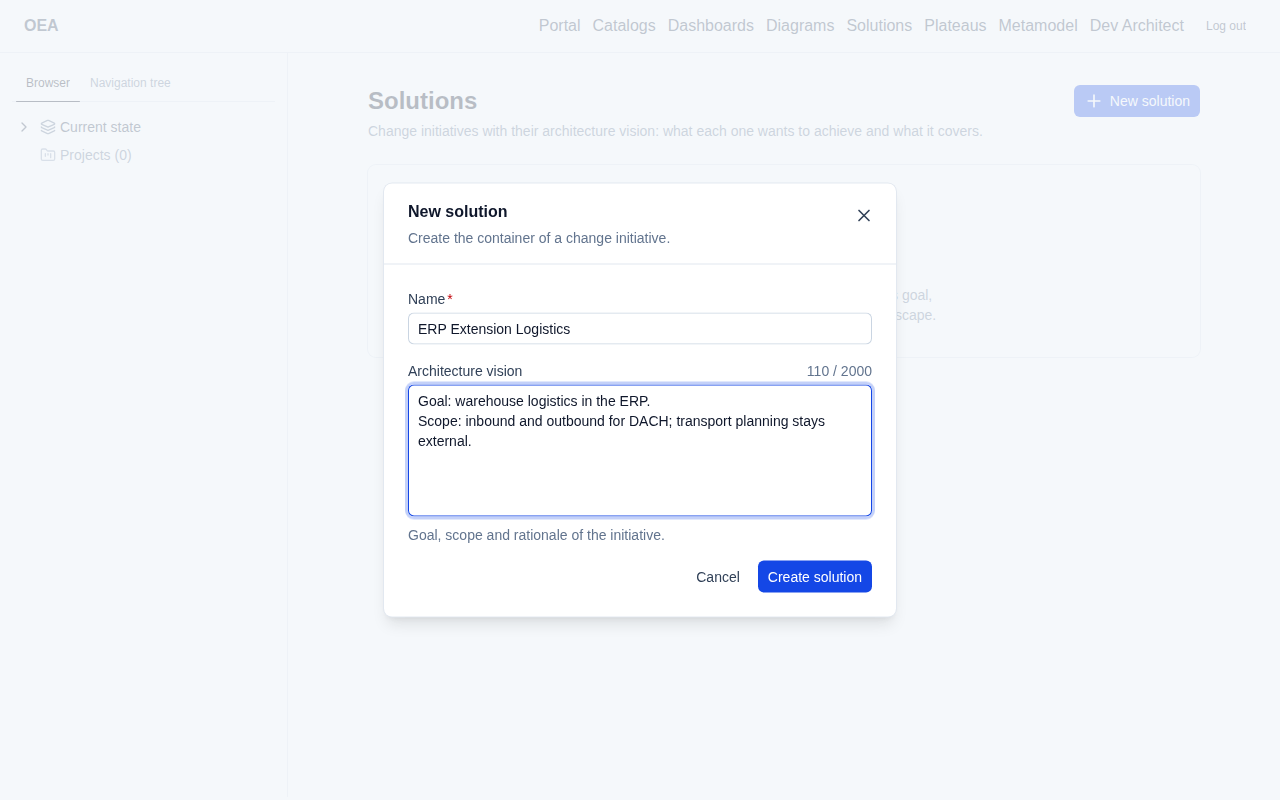 OEA
Portal Catalogs Dashboards Diagrams Solutions Plateaus Metamodel Dev Architect Log out
Browser Navigation tree
Current state
Projects (0)
Solutions
New solution
Change initiatives with their architecture vision: what each one wants to achieve and what it covers.
goal,
scape.
New solution
Create the container of a change initiative.
Name*
ERP Extension Logistics
Architecture vision 110 / 2000
Goal: warehouse logistics in the ERP.
Scope: inbound and outbound for DACH; transport planning stays
external.
Goal, scope and rationale of the initiative.
Cancel Create solution